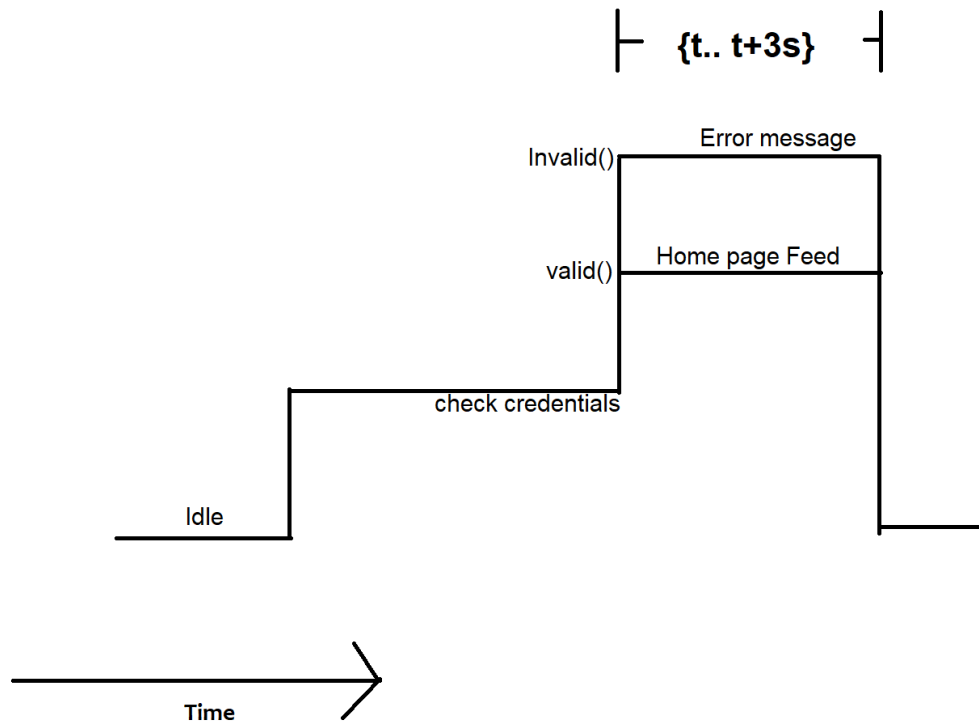 {t.. t+3s}
Error message
Invalid()
Home page Feed
valid()
check credentials
Idle
Time